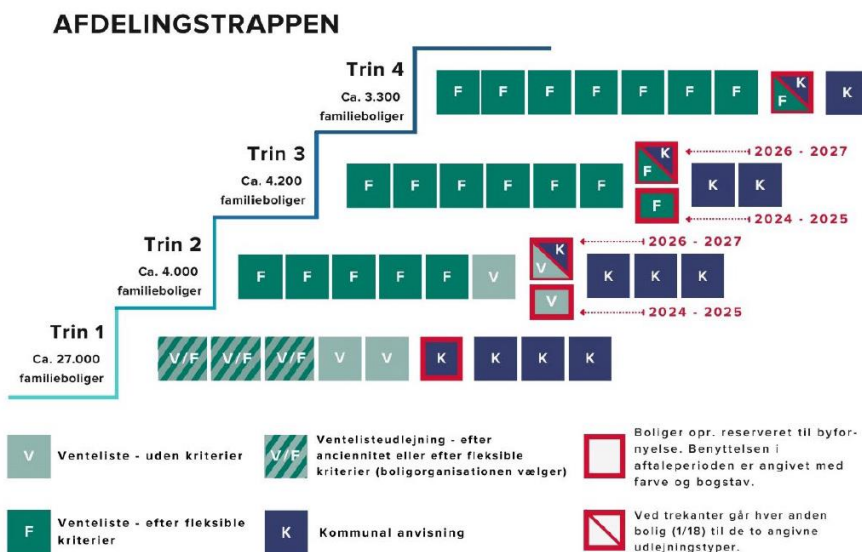 AFDELINGSTRAPPEN
Trin 4
Ca. 3.300
familieboliger
F F F F F F F K F K
Trin 3
Ca. 4.200
familieboliger
F F F F F F K F K K
2026 - 2027
F
2024 - 2025
Trin 2
Ca. 4.000
familieboliger
F F F F F V K V K K K
2026 - 2027
V
2024 - 2025
Trin 1
Ca. 27.000
familieboliger
V/F V/F V/F V V K K K K
V
Venteliste - uden kriterier
V/F
Ventelisteudlejning - efter
anciennitet eller efter fleksible
kriterier (boligorganisationen vælger)
Boliger opr. reserveret til byfor-
nyelse. Benyttelsen i
aftaleperioden er angivet med
farve og bogstav.
F
Venteliste - efter fleksible
kriterier
K
Kommunal anvisning
Ved trekanter går hver anden
bolig (1/18) til de to angivne
udlejningstyper.